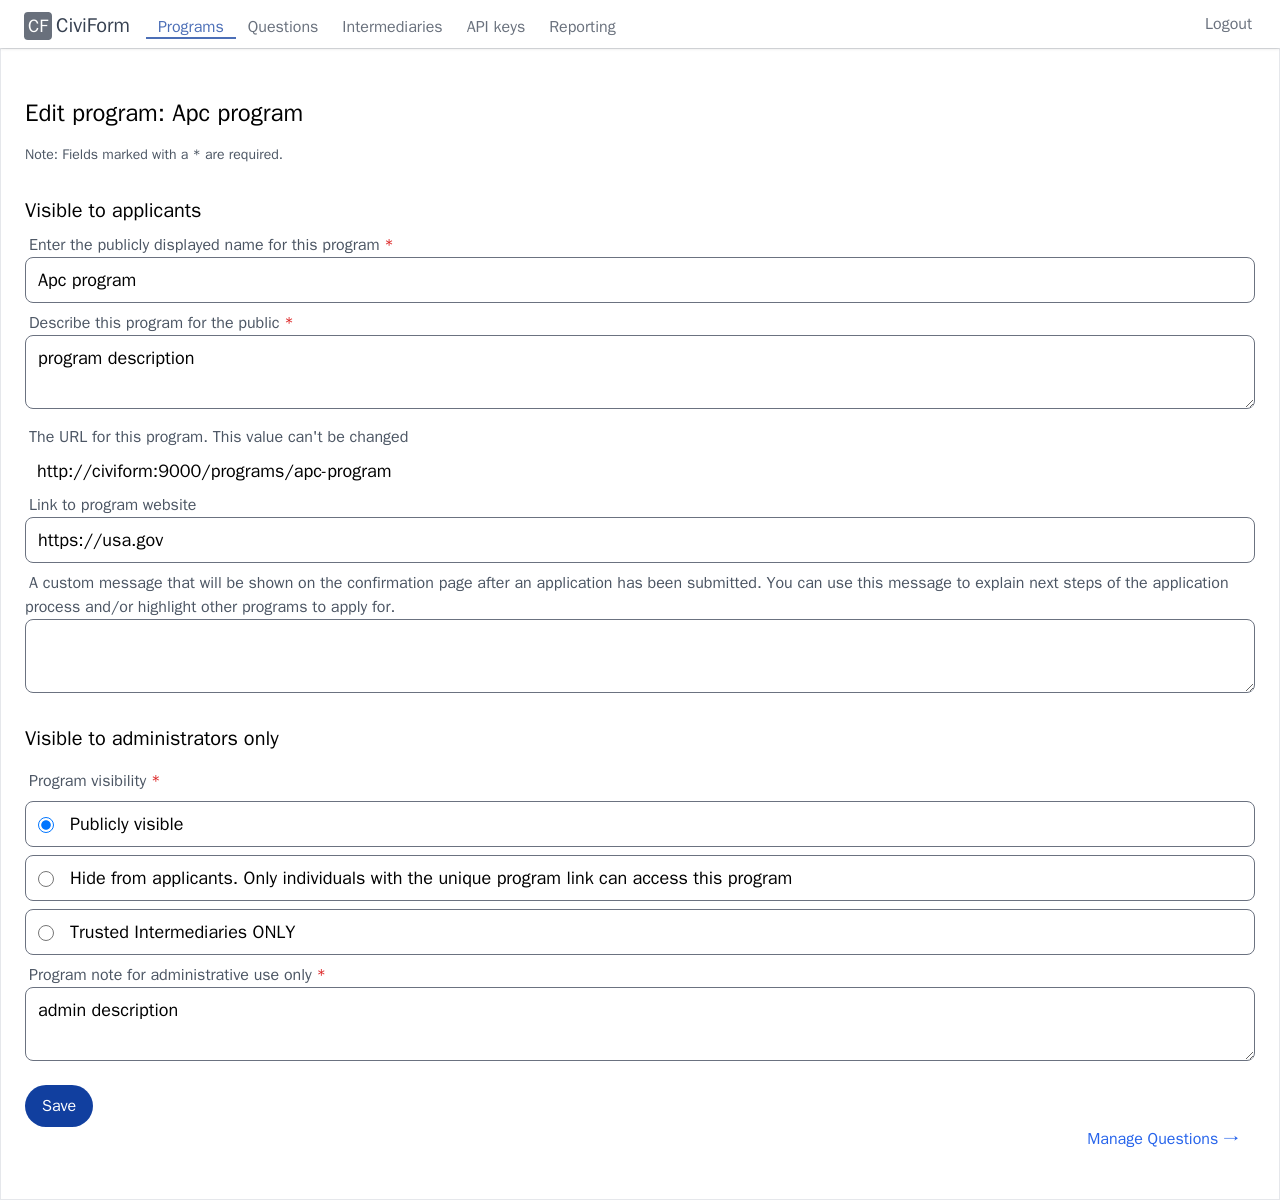 CF CiviForm Programs Questions Intermediaries API keys Reporting Logout
Edit program: Apc program
Note: Fields marked with a * are required.
Visible to applicants
Enter the publicly displayed name for this program *
Apc program
Describe this program for the public *
program description
The URL for this program. This value can't be changed
http://civiform:9000/programs/apc-program
Link to program website
https://usa.gov
A custom message that will be shown on the confirmation page after an application has been submitted. You can use this message to explain next steps of the application
process and/or highlight other programs to apply for.
Visible to administrators only
Program visibility *
Publicly visible
Hide from applicants. Only individuals with the unique program link can access this program
Trusted Intermediaries ONLY
Program note for administrative use only *
admin description
Save
Manage Questions →